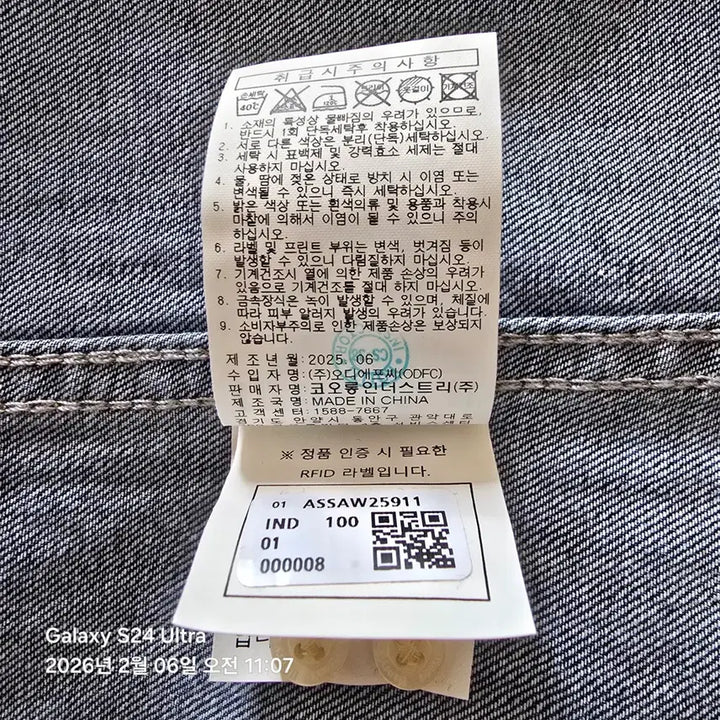 취급시주의사항
손세탁
40℃
옷걸이
1. 소재의 특성상 물빠짐의 우려가 있으므로,
반드시 1회 단독세탁후 착용하십시오.
2. 서로 다른 색상은 분리(단독)세탁하십시오.
3. 세탁 시 표백제 및 강력효소 세제는 절대
사용하지 마십시오.
4. 물, 땀에 젖은 상태로 방치 시 이염 또는
변색될 수 있으니 즉시 세탁하십시오.
5. 밝은 색상 또는 흰색의류 및 용품과 착용시
마찰에 의해서 이염이 될 수 있으니 주의
하십시오.
6. 라벨 및 프린트 부위는 변색, 벗겨짐 등이
발생할 수 있으니 다림질하지 마십시오.
7. 기계건조시 열에 의한 제품 손상의 우려가
있음으로 기계건조를 절대 하지 마십시오.
8. 금속장식은 녹이 발생할 수 있으며, 체질에
따라 피부 알러지 발생의 우려가 있습니다.
9. 소비자부주의로 인한 제품손상은 보상되지
않습니다.
제조년월:2025. 06
수입자명:(주)오디에프씨(ODFC)
판매자명:코오롱인더스트리(주)
제조국명:MADE IN CHINA
고객센터:1588-7667
경기도 안양시 동안구 관악대로
※ 정품 인증 시 필요한
RFID 라벨입니다.
01 ASSAW25911
IND 100
01
000008
Galaxy S24 Ultra
2026년 2월 06일 오전 11:07